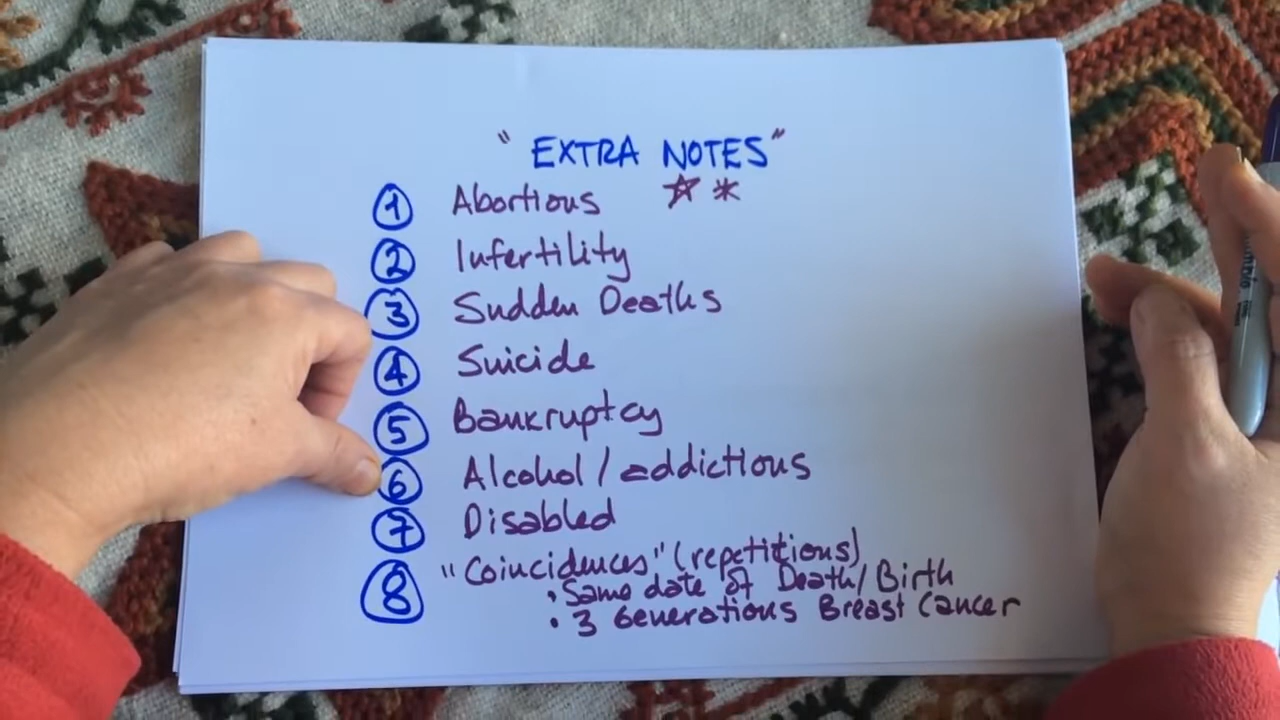 "EXTRA NOTES"
1 Abortions ☆ *
2 Infertility
3 Sudden Deaths
4 Suicide
5 Bankruptcy
6 Alcohol / addictions
7 Disabled
8 "Coincidences" (repetitions)
• Same date of Death / Birth
• 3 Generations Breast Cancer